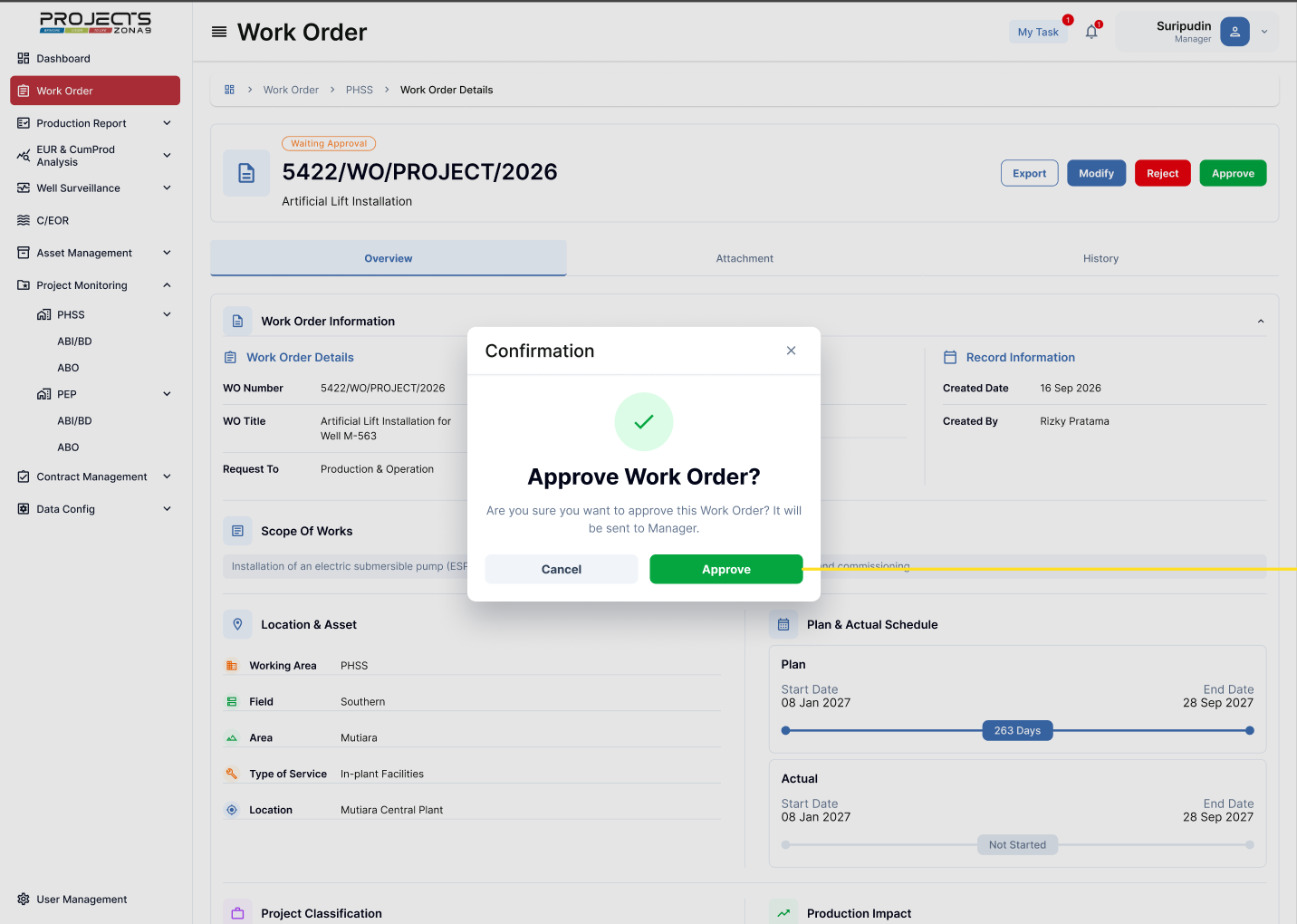 PROJECTS
ZONA9
Dashboard
Work Order
Production Report
EUR & CumProd
Analysis
Well Surveillance
C/EOR
Asset Management
Project Monitoring
PHSS
ABI/BD
ABO
PEP
ABI/BD
ABO
Contract Management
Data Config
User Management
Work Order
My Task
1
1
Suripudin
Manager
Work Order
PHSS
Work Order Details
Waiting Approval
5422/WO/PROJECT/2026
Artificial Lift Installation
Export
Modify
Reject
Approve
Overview
Attachment
History
Work Order Information
Work Order Details
WO Number
5422/WO/PROJECT/2026
WO Title
Artificial Lift Installation for
Well M-563
Request To
Production & Operation
Record Information
Created Date
16 Sep 2026
Created By
Rizky Pratama
Confirmation
Approve Work Order?
Are you sure you want to approve this Work Order? It will
be sent to Manager.
Cancel
Approve
Scope Of Works
Installation of an electric submersible pump
commissioning
Location & Asset
Working Area
PHSS
Field
Southern
Area
Mutiara
Type of Service
In-plant Facilities
Location
Mutiara Central Plant
Plan & Actual Schedule
Plan
Start Date
End Date
08 Jan 2027
28 Sep 2027
263 Days
Actual
Start Date
End Date
08 Jan 2027
28 Sep 2027
Not Started
Project Classification
Production Impact